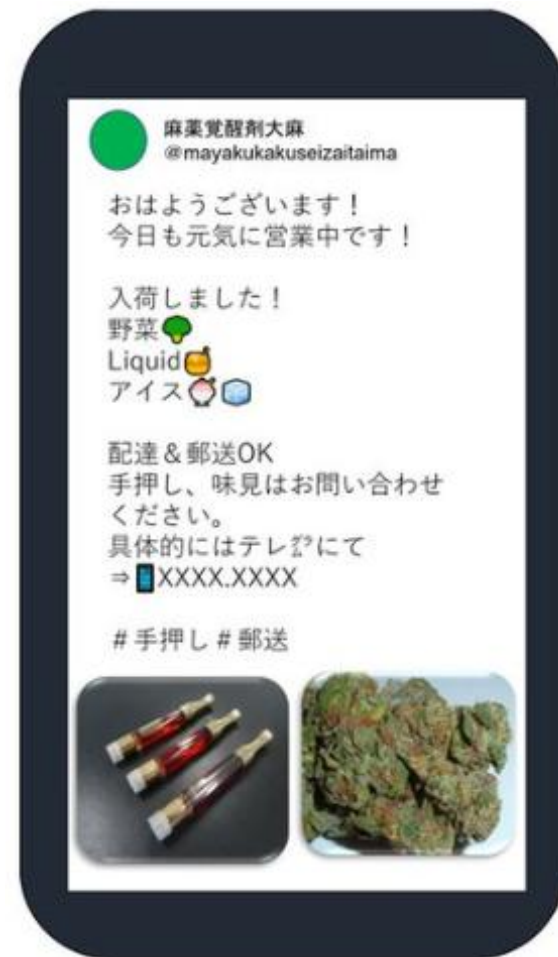 麻薬覚醒剤大麻
@mayakukakuseizaitaima
おはようございます！
今日も元気に営業中です！
入荷しました！
野菜🥦
Liquid🍯
アイス🍧🧊
配達＆郵送OK
手押し、味見はお問い合わせ
ください。
具体的にはテレグラムにて
⇒📱XXXX.XXXX
＃手押し＃郵送